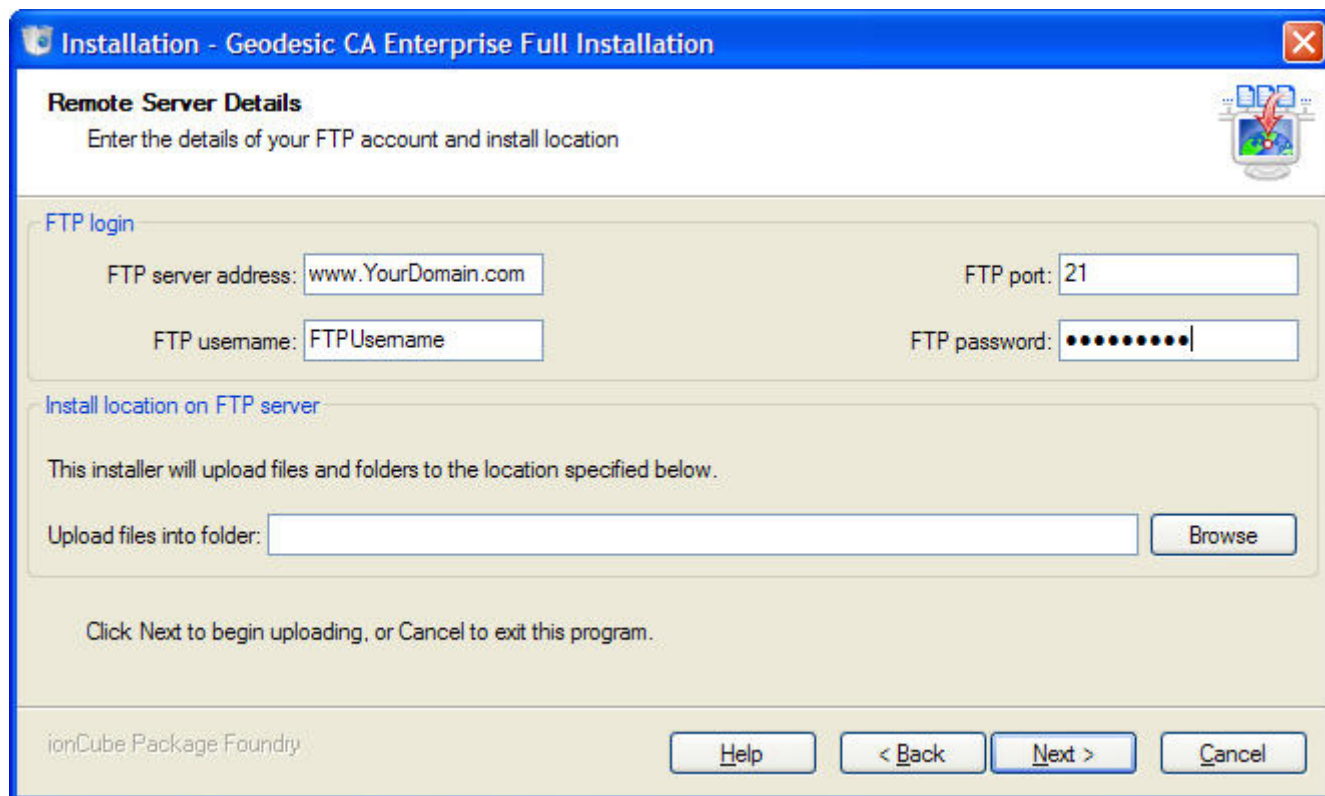 Installation - Geodesic CA Enterprise Full Installation
Remote Server Details
Enter the details of your FTP account and install location
FTP login
FTP server address: www.YourDomain.com FTP port: 21
FTP username: FTPUsername FTP password: •••••••••
Install location on FTP server
This installer will upload files and folders to the location specified below.
Upload files into folder: Browse
Click Next to begin uploading, or Cancel to exit this program.
ionCube Package Foundry Help < Back Next > Cancel